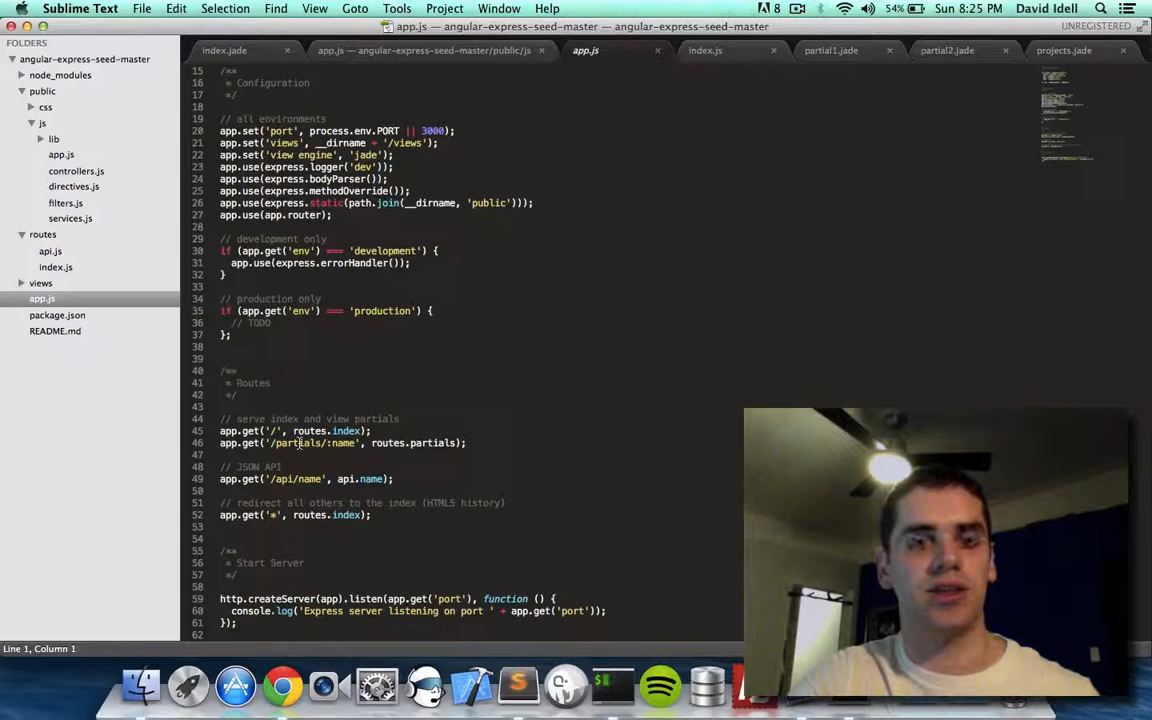 Sublime Text File Edit Selection Find View Goto Tools Project Window Help 8 54% Sun 8:25 PM David Idell
app.js — angular-express-seed-master
UNREGISTERED
FOLDERS
angular-express-seed-master
node_modules
public
css
js
lib
app.js
controllers.js
directives.js
filters.js
services.js
routes
api.js
index.js
views
app.js
package.json
README.md
index.jade × app.js — angular-express-seed-master/public/js × app.js × index.js × partial1.jade × partial2.jade × projects.jade ×
15 /**
16 * Configuration
17 */
18
19 // all environments
20 app.set('port', process.env.PORT || 3000);
21 app.set('views', __dirname + '/views');
22 app.set('view engine', 'jade');
23 app.use(express.logger('dev'));
24 app.use(express.bodyParser());
25 app.use(express.methodOverride());
26 app.use(express.static(path.join(__dirname, 'public')));
27 app.use(app.router);
28
29 // development only
30 if (app.get('env') === 'development') {
31 app.use(express.errorHandler());
32 }
33
34 // production only
35 if (app.get('env') === 'production') {
36 // TODO
37 };
38
39
40 /**
41 * Routes
42 */
43
44 // serve index and view partials
45 app.get('/', routes.index);
46 app.get('/partials/:name', routes.partials);
47
48 // JSON API
49 app.get('/api/name', api.name);
50
51 // redirect all others to the index (HTML5 history)
52 app.get('*', routes.index);
53
54
55 /**
56 * Start Server
57 */
58
59 http.createServer(app).listen(app.get('port'), function () {
60 console.log('Express server listening on port ' + app.get('port'));
61 });
62
Line 1, Column 1